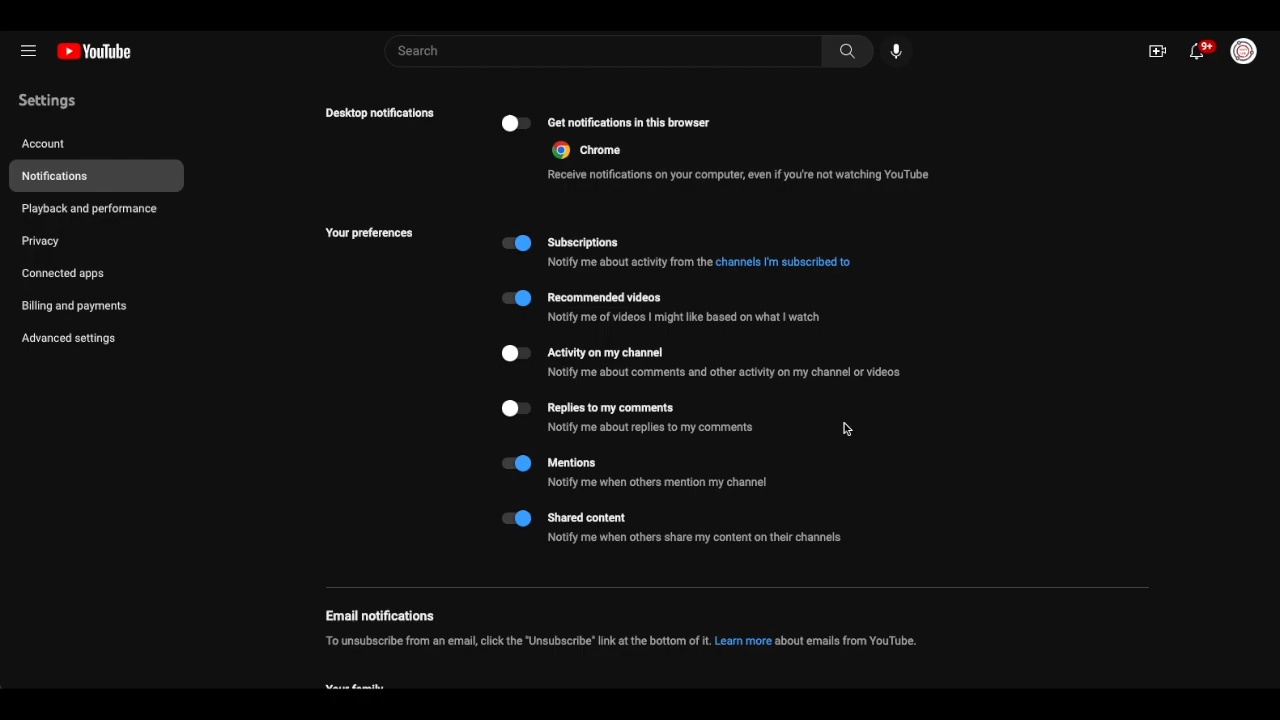 YouTube
Search
9+
Settings
Account
Notifications
Playback and performance
Privacy
Connected apps
Billing and payments
Advanced settings
Desktop notifications
Get notifications in this browser
Chrome
Receive notifications on your computer, even if you're not watching YouTube
Your preferences
Subscriptions
Notify me about activity from the channels I'm subscribed to
Recommended videos
Notify me of videos I might like based on what I watch
Activity on my channel
Notify me about comments and other activity on my channel or videos
Replies to my comments
Notify me about replies to my comments
Mentions
Notify me when others mention my channel
Shared content
Notify me when others share my content on their channels
Email notifications
To unsubscribe from an email, click the "Unsubscribe" link at the bottom of it. Learn more about emails from YouTube.
Your family